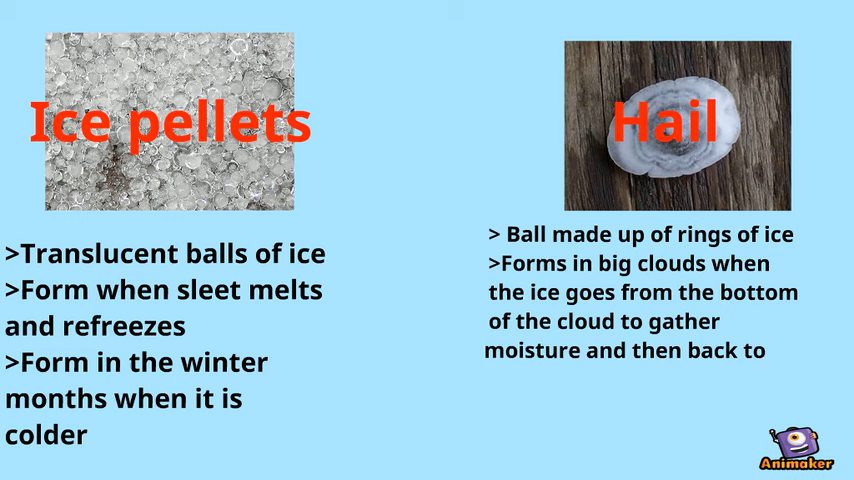 Ice pellets
>Translucent balls of ice
>Form when sleet melts
and refreezes
>Form in the winter
months when it is
colder
Hail
> Ball made up of rings of ice
>Forms in big clouds when
the ice goes from the bottom
of the cloud to gather
moisture and then back to
Animaker